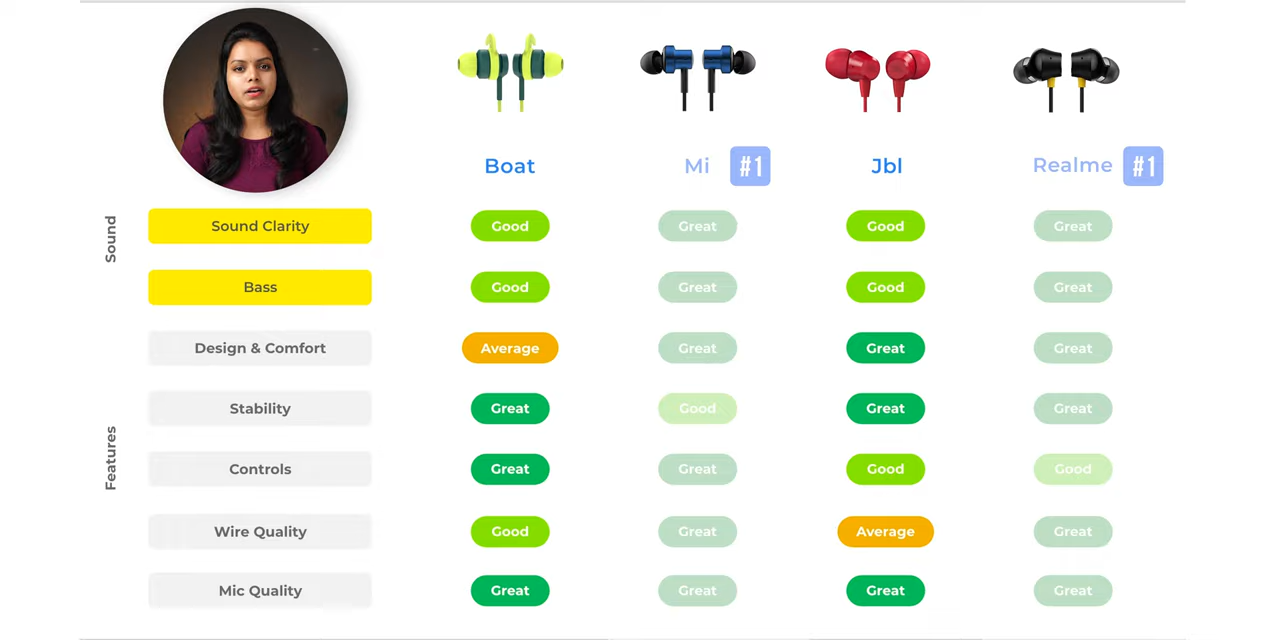 Boat Mi #1 Jbl Realme #1
Sound
Sound Clarity Good Great Good Great
Bass Good Great Good Great
Design & Comfort Average Great Great Great
Features
Stability Great Good Great Great
Controls Great Great Good Good
Wire Quality Good Great Average Great
Mic Quality Great Great Great Great